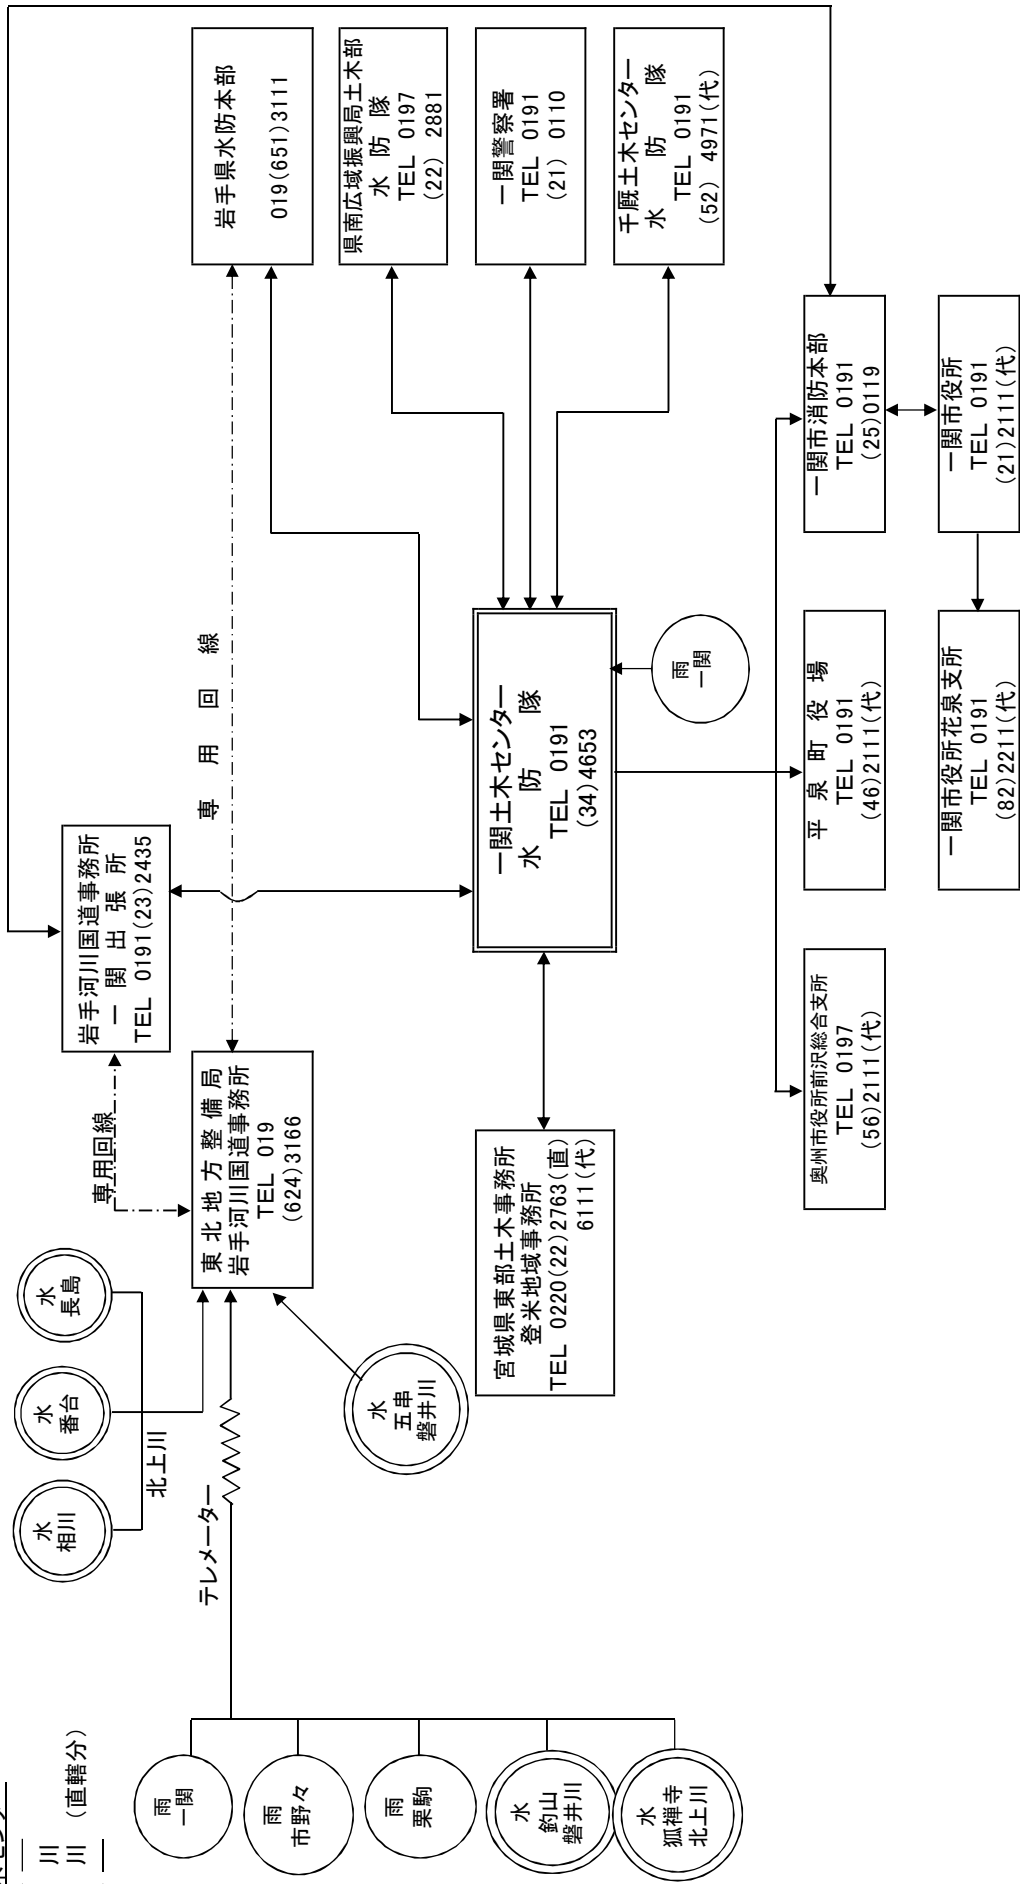 木センター
川
川 (直轄分)
雨
一関
雨
市野々
雨
栗駒
水
釣山
磐井川
水
狐禅寺
北上川
テレメーター
水
相川
水
番台
水
長島
北上川
水
五串
磐井川
専用回線
岩手河川国道事務所
一関出張所
TEL 0191(23)2435
東北地方整備局
岩手河川国道事務所
TEL 019
(624)3166
専用回線
宮城県東部土木事務所
登米地域事務所
TEL 0220(22)2763(直)
6111(代)
一関土木センター
水防隊
TEL 0191
(34)4653
雨
一関
岩手県水防本部
019(651)3111
県南広域振興局土木部
水防隊
TEL 0197
(22) 2881
一関警察署
TEL 0191
(21) 0110
千厩土木センター
水防隊
TEL 0191
(52) 4971(代)
奥州市役所前沢総合支所
TEL 0197
(56)2111(代)
平泉町役場
TEL 0191
(46)2111(代)
一関市消防本部
TEL 0191
(25)0119
一関市役所花泉支所
TEL 0191
(82)2211(代)
一関市役所
TEL 0191
(21)2111(代)